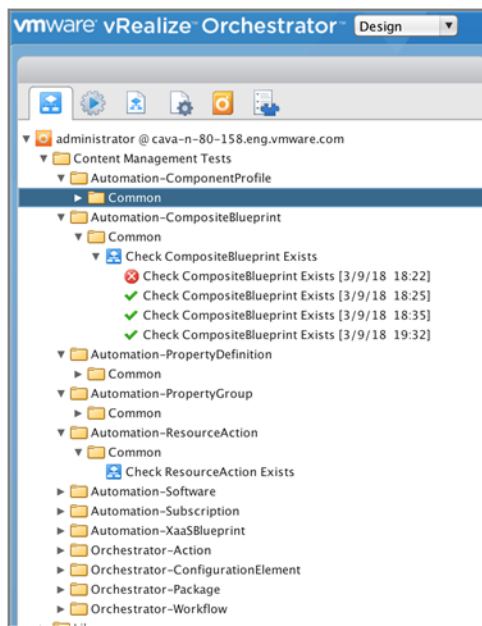 vmware vRealize™ Orchestrator™ Design
administrator @ cava-n-80-158.eng.vmware.com
Content Management Tests
Automation-ComponentProfile
Common
Automation-CompositeBlueprint
Common
Check CompositeBlueprint Exists
Check CompositeBlueprint Exists [3/9/18 18:22]
Check CompositeBlueprint Exists [3/9/18 18:25]
Check CompositeBlueprint Exists [3/9/18 18:35]
Check CompositeBlueprint Exists [3/9/18 19:32]
Automation-PropertyDefinition
Common
Automation-PropertyGroup
Common
Automation-ResourceAction
Common
Check ResourceAction Exists
Automation-Software
Automation-Subscription
Automation-XaaSBlueprint
Orchestrator-Action
Orchestrator-ConfigurationElement
Orchestrator-Package
Orchestrator-Workflow